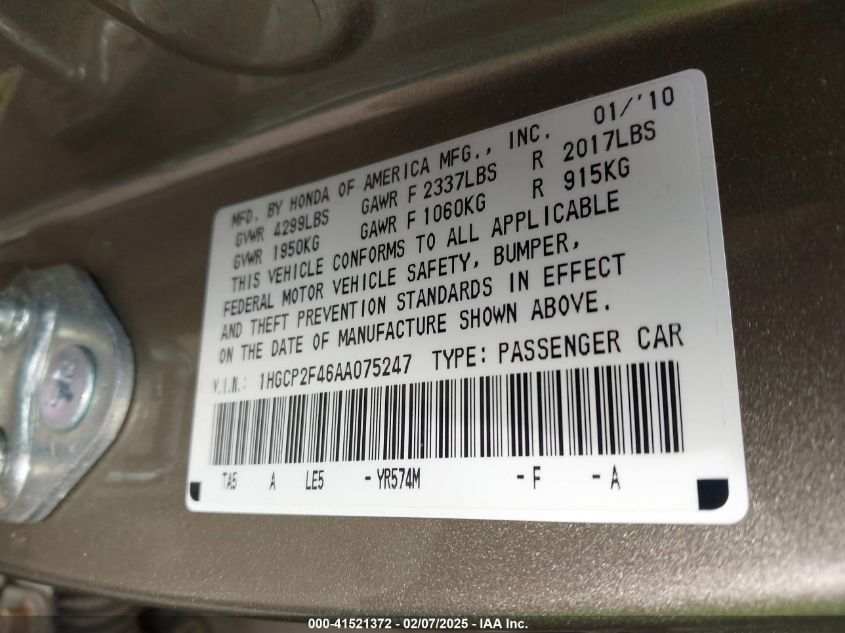 MFD. BY HONDA OF AMERICA MFG., INC. 01/'10
GVWR 4299LBS GAWR F 2337LBS R 2017LBS
GVWR 1950KG GAWR F 1060KG R 915KG
THIS VEHICLE CONFORMS TO ALL APPLICABLE
FEDERAL MOTOR VEHICLE SAFETY, BUMPER,
AND THEFT PREVENTION STANDARDS IN EFFECT
ON THE DATE OF MANUFACTURE SHOWN ABOVE.
V.I.N.: 1HGCP2F46AA075247 TYPE: PASSENGER CAR
TA5 A LE5 -YR574M -F -A
000-41521372 - 02/07/2025 - IAA Inc.